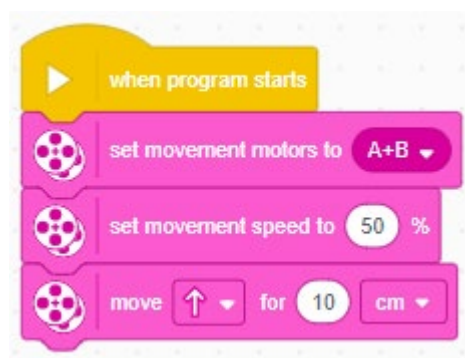 when program starts
set movement motors to A+B
set movement speed to 50 %
move ↑ for 10 cm